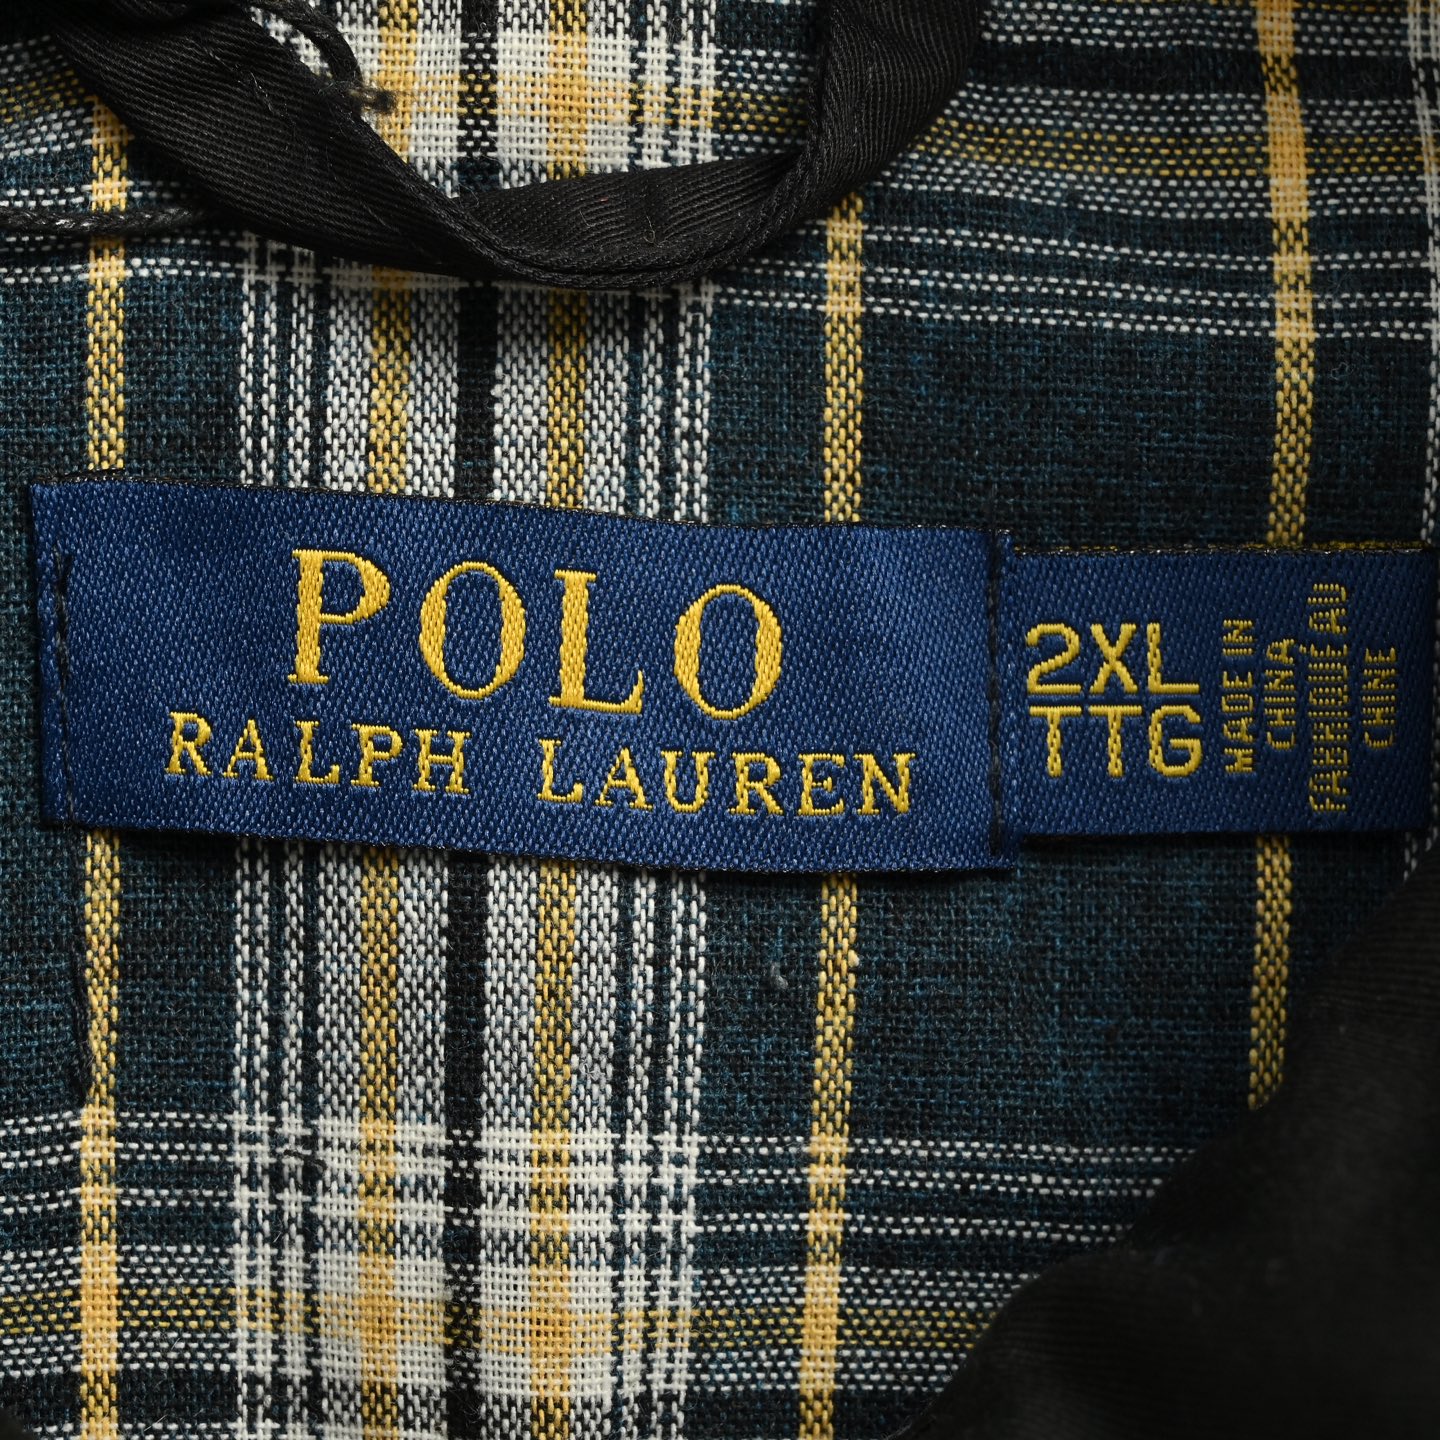 POLO
RALPH LAUREN
2XL
TTG
MADE IN
CHINA
FABRIQUÉ AU
CHINE